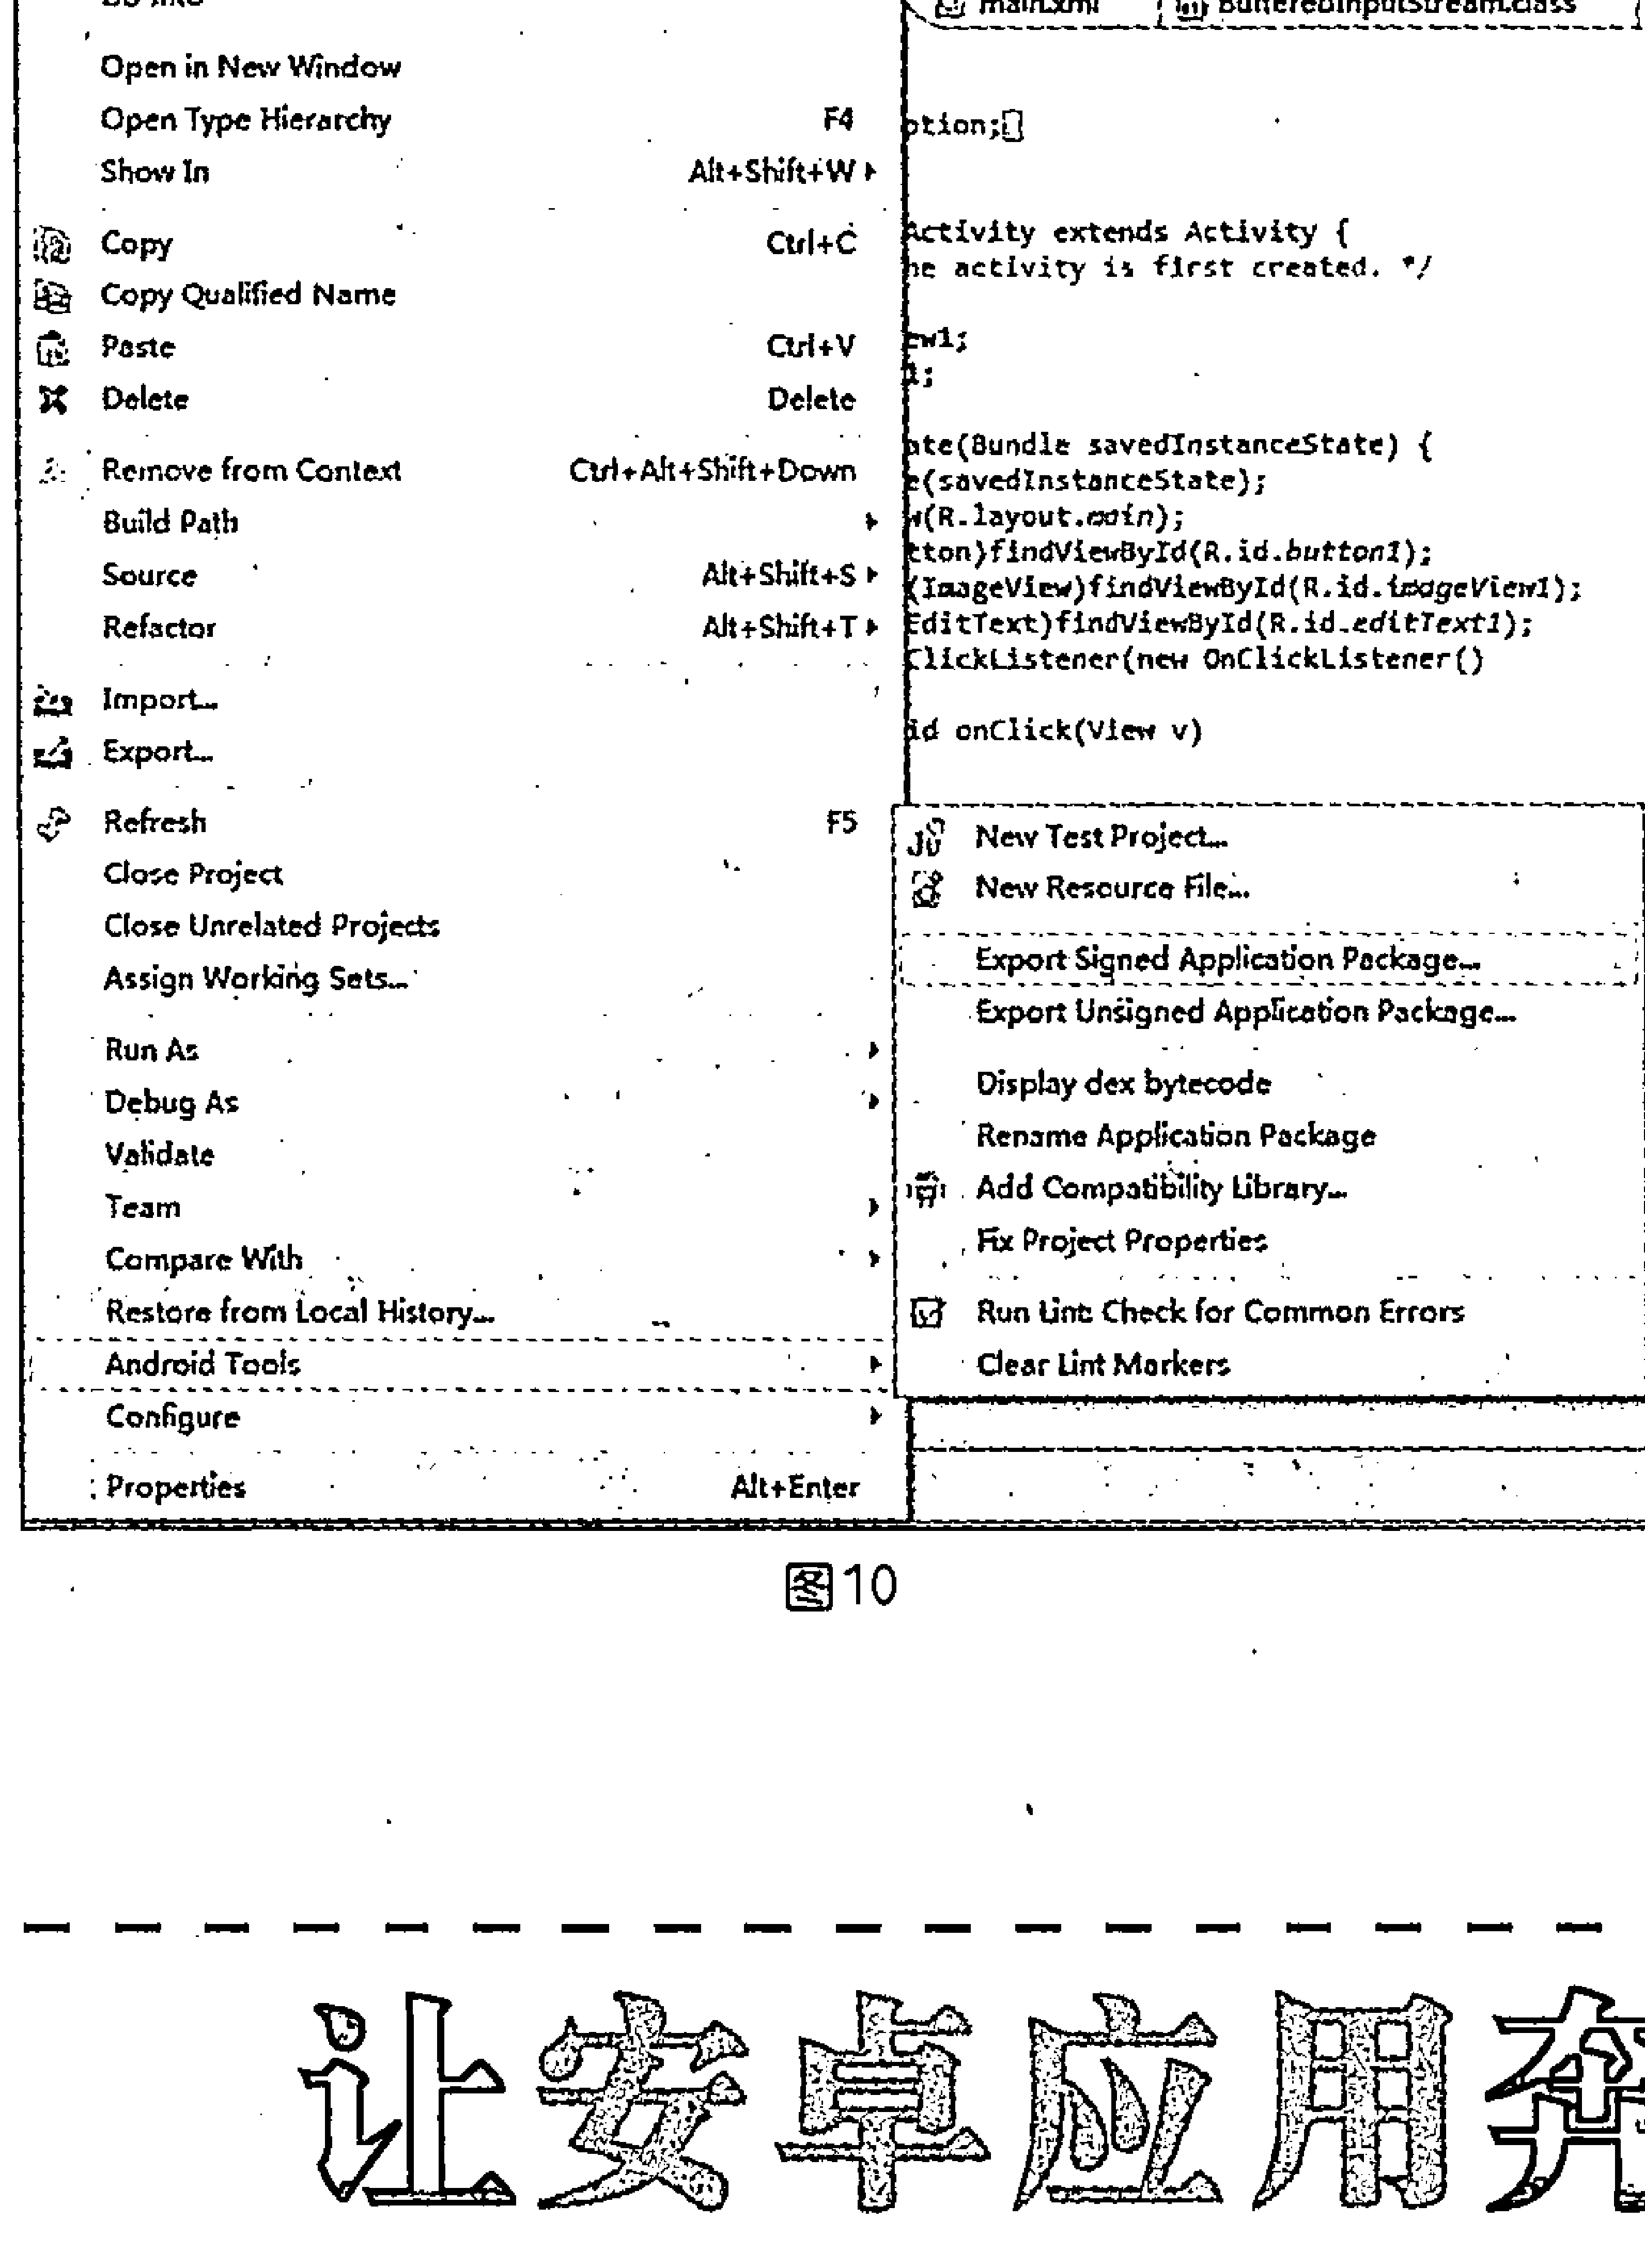 main.xml
BufferedInputStream.class
Open in New Window
Open Type Hierarchy F4
Show In Alt+Shift+W
Copy Ctrl+C
Copy Qualified Name
Paste Ctrl+V
Delete Delete
Remove from Context Ctrl+Alt+Shift+Down
Build Path
Source Alt+Shift+S
Refactor Alt+Shift+T
Import...
Export...
Refresh F5
Close Project
Close Unrelated Projects
Assign Working Sets...
Run As
Debug As
Validate
Team
Compare With
Restore from Local History...
Android Tools
Configure
Properties Alt+Enter
ption;
Activity extends Activity {
he activity is first created. */
ew1;
1;
ate(Bundle savedInstanceState) {
e(savedInstanceState);
w(R.layout.main);
tton)findViewById(R.id.button1);
(ImageView)findViewById(R.id.imageView1);
EditText)findViewById(R.id.editText1);
ClickListener(new OnClickListener()
id onClick(View v)
New Test Project...
New Resource File...
Export Signed Application Package...
Export Unsigned Application Package...
Display dex bytecode
Rename Application Package
Add Compatibility Library...
Fix Project Properties
Run Lint: Check for Common Errors
Clear Lint Markers
图10
让安卓应用奔